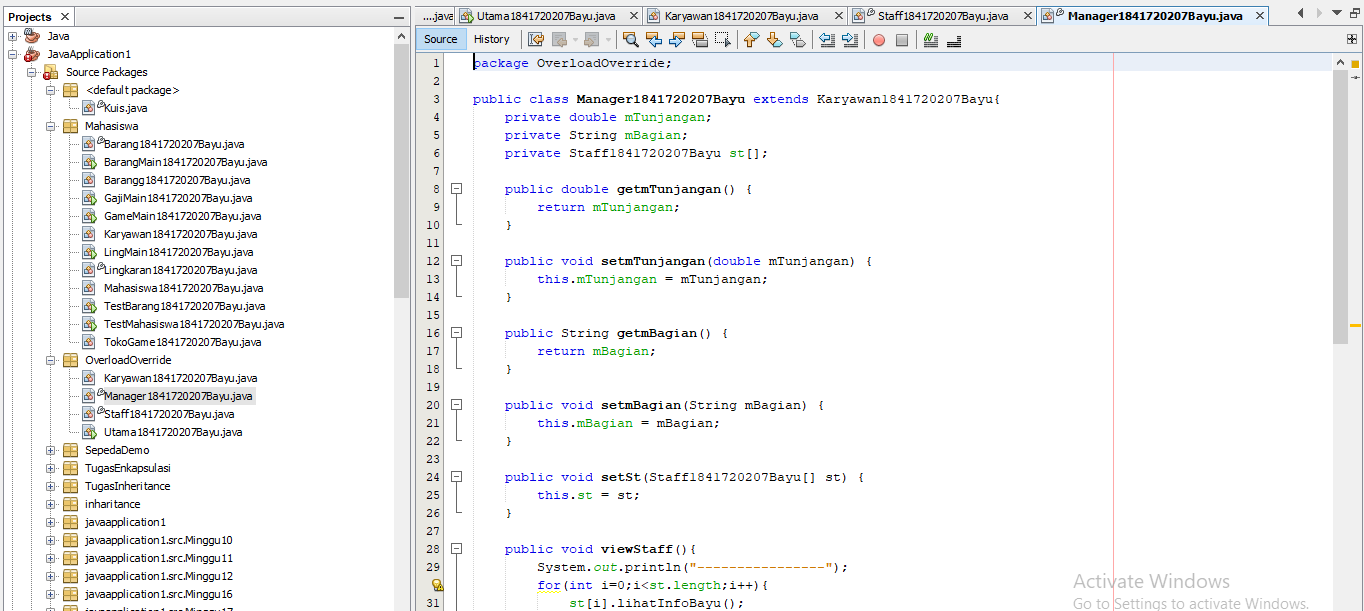 Projects
Java
JavaApplication1
Source Packages
<default package>
Kuis.java
Mahasiswa
Barang1841720207Bayu.java
BarangMain1841720207Bayu.java
Barangg1841720207Bayu.java
GajiMain1841720207Bayu.java
GameMain1841720207Bayu.java
Karyawan1841720207Bayu.java
LingMain1841720207Bayu.java
Lingkaran1841720207Bayu.java
Mahasiswa1841720207Bayu.java
TestBarang1841720207Bayu.java
TestMahasiswa1841720207Bayu.java
TokoGame1841720207Bayu.java
OverloadOverride
Karyawan1841720207Bayu.java
Manager1841720207Bayu.java
Staff1841720207Bayu.java
Utama1841720207Bayu.java
SepedaDemo
TugasEnkapsulasi
TugasInheritance
inharitance
javaapplication1
javaapplication1.src.Minggu10
javaapplication1.src.Minggu11
javaapplication1.src.Minggu12
javaapplication1.src.Minggu16
javaapplication1.src.Minggu17
....java Utama1841720207Bayu.java Karyawan1841720207Bayu.java Staff1841720207Bayu.java Manager1841720207Bayu.java
Source History
1 package OverloadOverride;
2
3 public class Manager1841720207Bayu extends Karyawan1841720207Bayu{
4 private double mTunjangan;
5 private String mBagian;
6 private Staff1841720207Bayu st[];
7
8 public double getmTunjangan() {
9 return mTunjangan;
10 }
11
12 public void setmTunjangan(double mTunjangan) {
13 this.mTunjangan = mTunjangan;
14 }
15
16 public String getmBagian() {
17 return mBagian;
18 }
19
20 public void setmBagian(String mBagian) {
21 this.mBagian = mBagian;
22 }
23
24 public void setSt(Staff1841720207Bayu[] st) {
25 this.st = st;
26 }
27
28 public void viewStaff(){
29 System.out.println("----------------");
for(int i=0;i<st.length;i++){
31 st[i].lihatInfoBayu();
Activate Windows
Go to Settings to activate Windows.